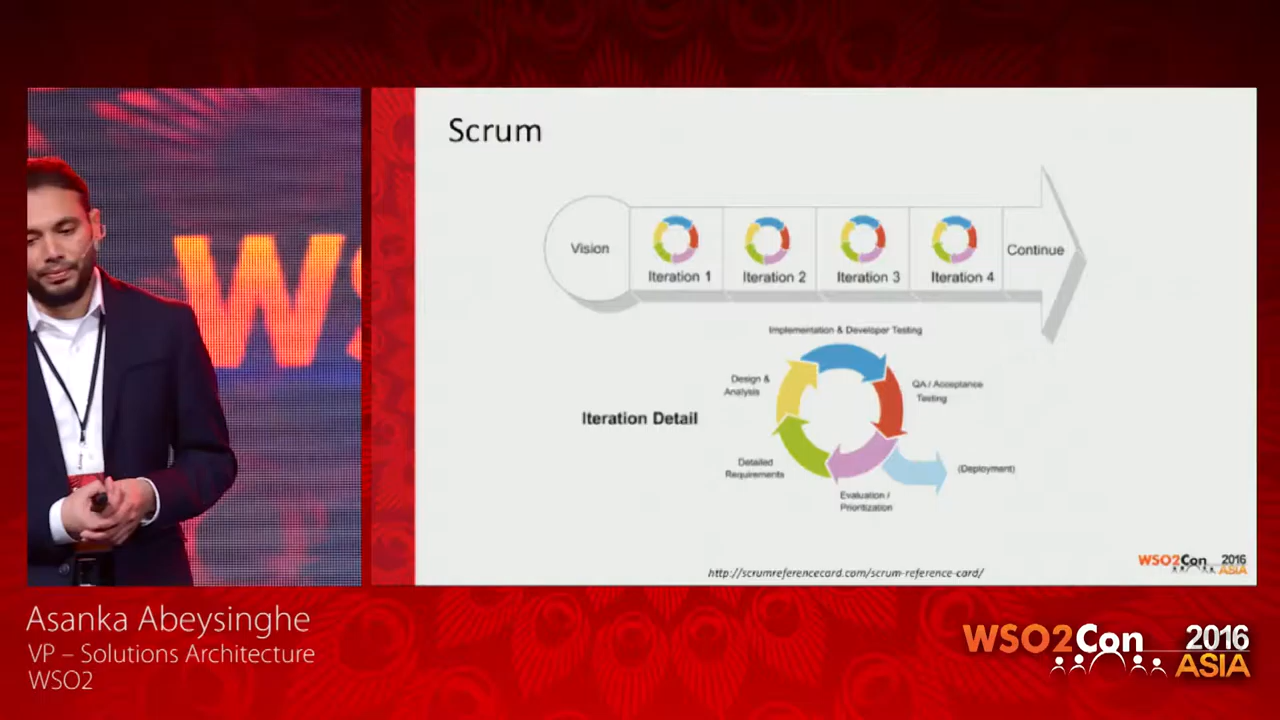 WS
Scrum
Vision
Iteration 1
Iteration 2
Iteration 3
Iteration 4
Continue
Implementation & Developer Testing
Design &
Analysis
QA / Acceptance
Testing
Iteration Detail
Detailed
Requirements
(Deployment)
Evaluation /
Prioritization
http://scrumreferencecard.com/scrum-reference-card/
WSO2Con 2016
ASIA
Asanka Abeysinghe
VP – Solutions Architecture
WSO2
WSO2Con 2016
ASIA